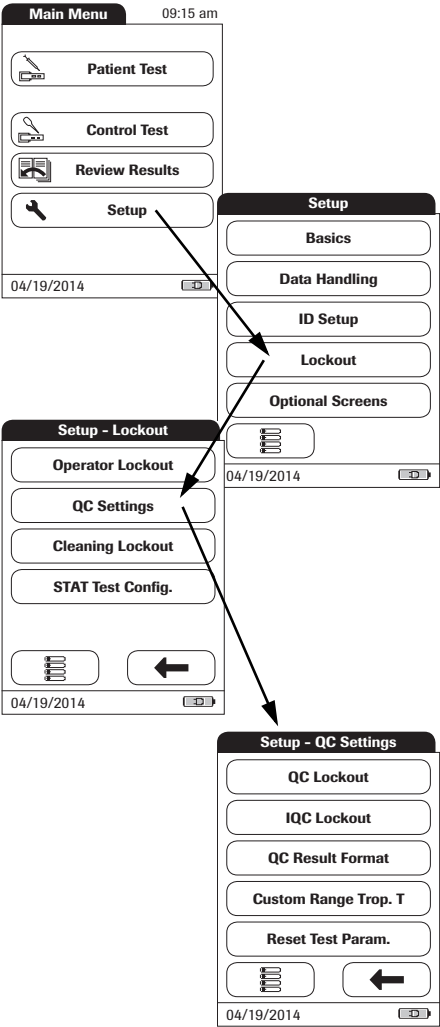 Main Menu
09:15 am
Patient Test
Control Test
Review Results
Setup
04/19/2014
Setup
Basics
Data Handling
ID Setup
Lockout
Optional Screens
04/19/2014
Setup - Lockout
Operator Lockout
QC Settings
Cleaning Lockout
STAT Test Config.
04/19/2014
Setup - QC Settings
QC Lockout
IQC Lockout
QC Result Format
Custom Range Trop. T
Reset Test Param.
04/19/2014